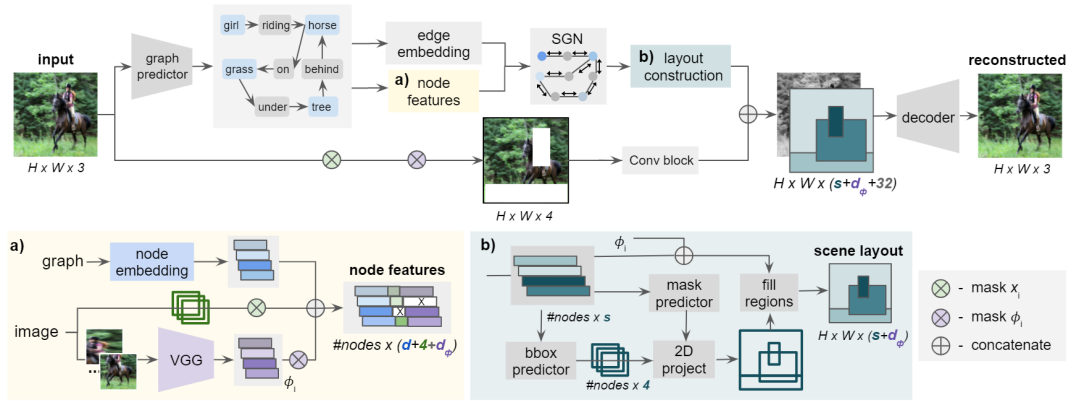 input
H x W x 3
graph
predictor
girl
riding
horse
grass
on
behind
under
tree
edge
embedding
a)
node
features
SGN
b)
layout
construction
H x W x 4
Conv block
H x W x (s+dϕ+32)
decoder
reconstructed
H x W x 3
a)
graph
node
embedding
image
...
VGG
ϕi
node features
X
X
#nodes x (d+4+dϕ)
b)
ϕi
#nodes x s
mask
predictor
bbox
predictor
#nodes x 4
2D
project
fill
regions
scene layout
H x W x (s+dϕ)
- mask xi
- mask ϕi
- concatenate